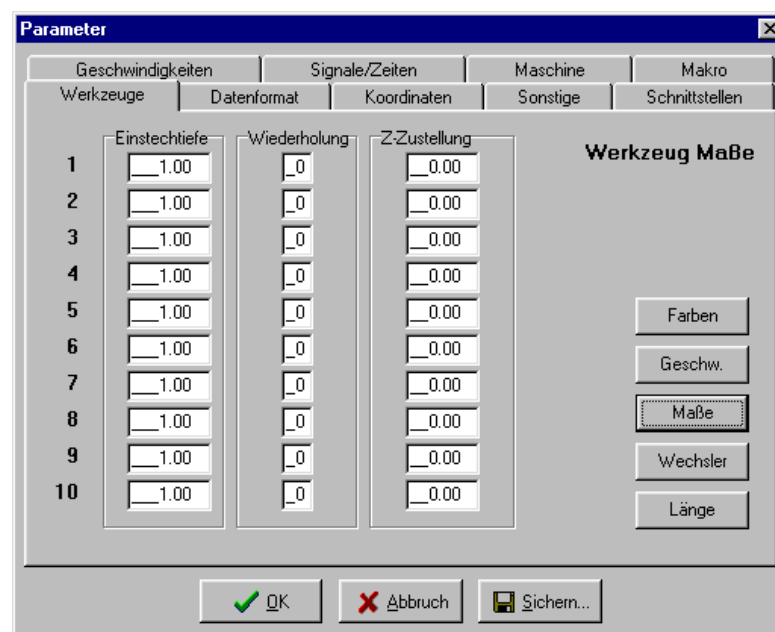 Parameter
Geschwindigkeiten Signale/Zeiten Maschine Makro
Werkzeuge Datenformat Koordinaten Sonstige Schnittstellen
Einstechtiefe Wiederholung Z-Zustellung
Werkzeug Maße
1 ___1.00 _0 __0.00
2 ___1.00 _0 __0.00
3 ___1.00 _0 __0.00
4 ___1.00 _0 __0.00
5 ___1.00 _0 __0.00
Farben
6 ___1.00 _0 __0.00
Geschw.
7 ___1.00 _0 __0.00
8 ___1.00 _0 __0.00
Maße
9 ___1.00 _0 __0.00
Wechsler
10 ___1.00 _0 __0.00
Länge
OK Abbruch Sichern...